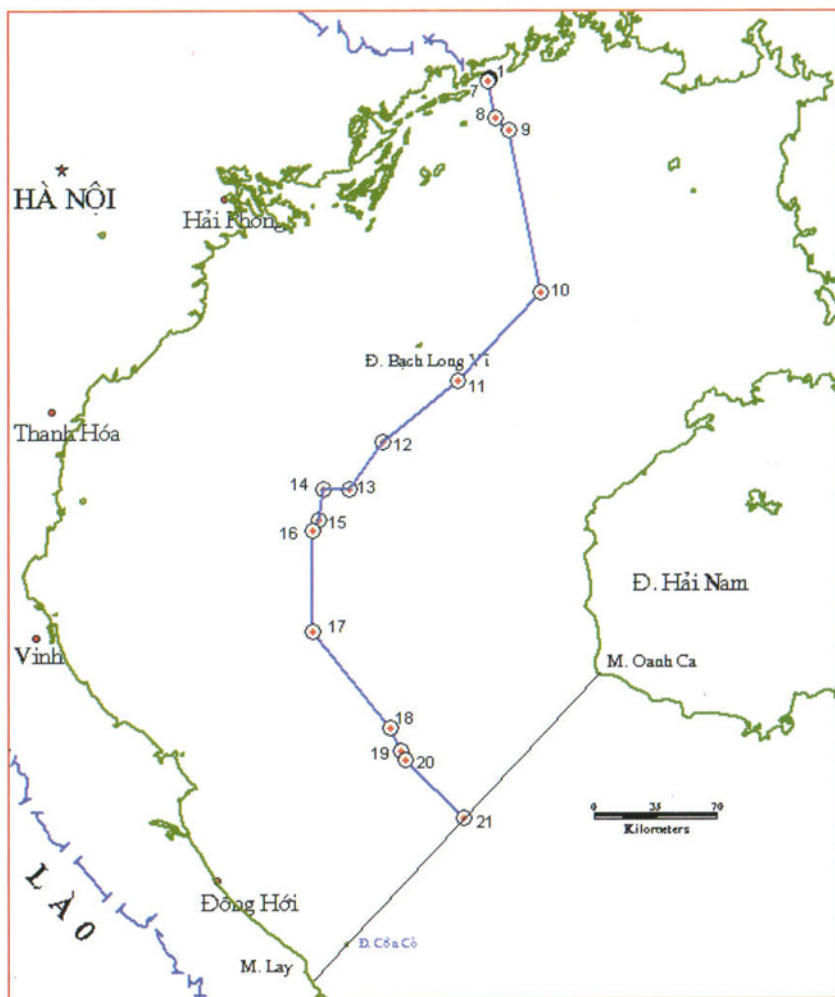 1
7
8
9
HÀ NỘI
Hải Phòng
10
Đ. Bạch Long Vĩ
11
Thanh Hóa
12
14
13
15
16
Đ. Hải Nam
17
Vinh
M. Oanh Ca
18
19
20
21
0 35 70
Kilometers
LÀO
Đồng Hới
Đ. Cồn Cỏ
M. Lay